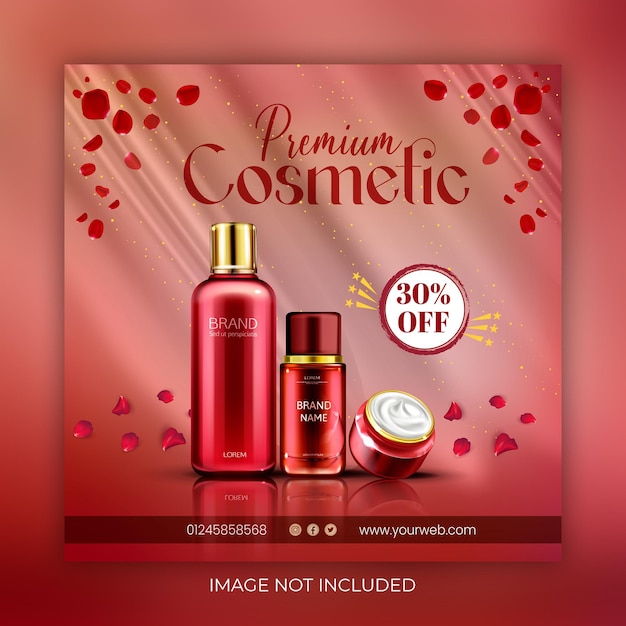 Premium
Cosmetic
30%
OFF
BRAND
Sed ut perspiciatis
LOREM
LOREM
BRAND
NAME
LOREM
01245858568
www.yourweb.com
IMAGE NOT INCLUDED